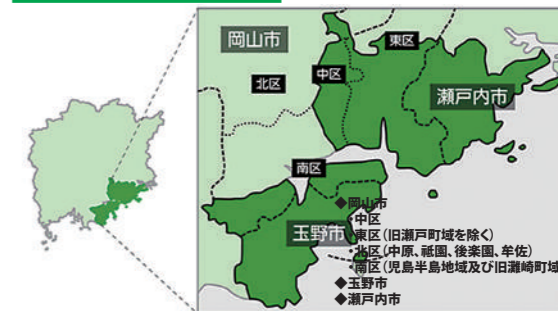 岡山市
東区
中区
北区
瀬戸内市
南区
玉野市
◆岡山市
・中区
・東区(旧瀬戸町域を除く)
・北区(中原、祗園、後楽園、牟佐)
・南区(児島半島地域及び旧灘崎町域
◆玉野市
◆瀬戸内市